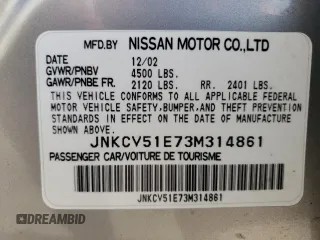 MFD.BY NISSAN MOTOR CO.,LTD
DATE 12/02
GVWR/PNBV 4500 LBS.
GAWR/PNBE FR. 2120 LBS. RR. 2401 LBS.
THIS VEHICLE CONFORMS TO ALL APPLICABLE FEDERAL
MOTOR VEHICLE SAFETY, BUMPER, AND THEFT PREVENTION
STANDARDS IN EFFECT ON THE DATE OF MANUFACTURE
SHOWN ABOVE.
JNKCV51E73M314861
PASSENGER CAR/VOITURE DE TOURISME
JNKCV51E73M314861
DREAMBID